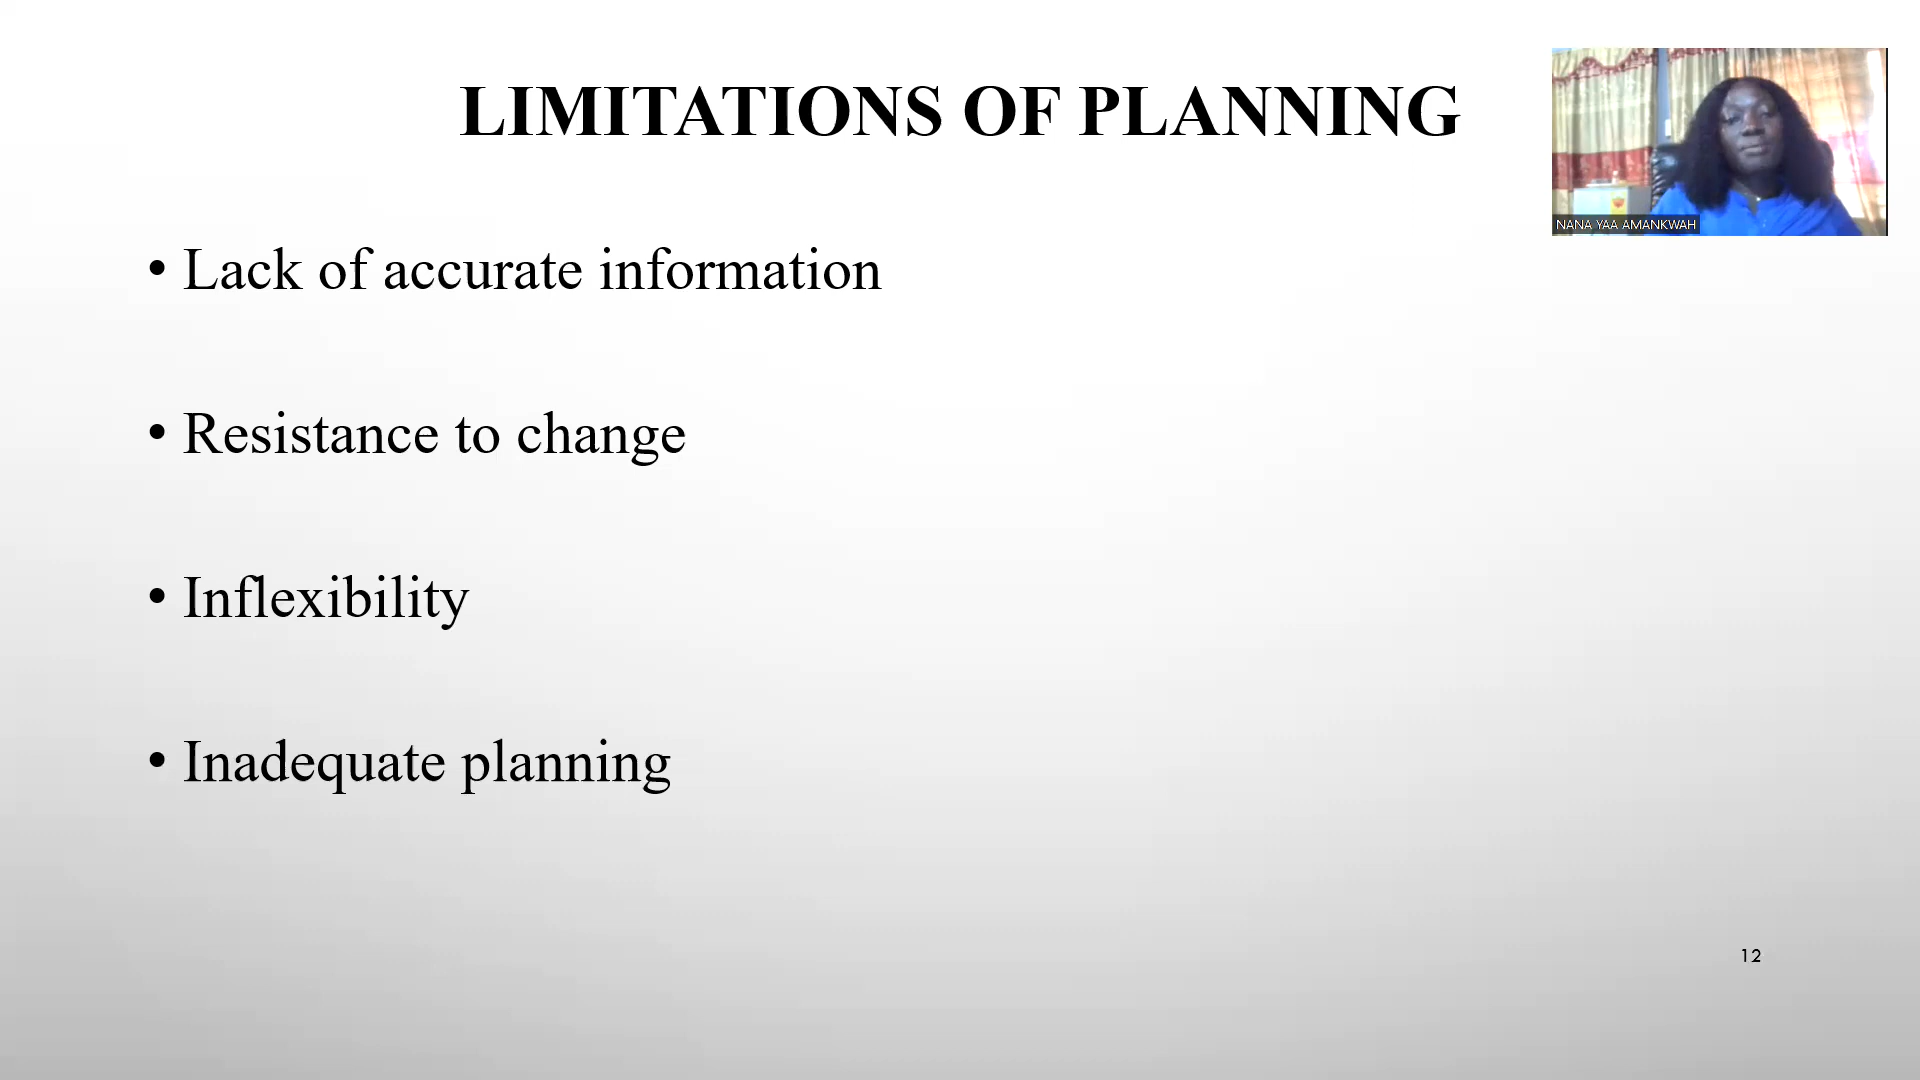 LIMITATIONS OF PLANNING
NANA YAA AMANKWAH
• Lack of accurate information
• Resistance to change
• Inflexibility
• Inadequate planning
12